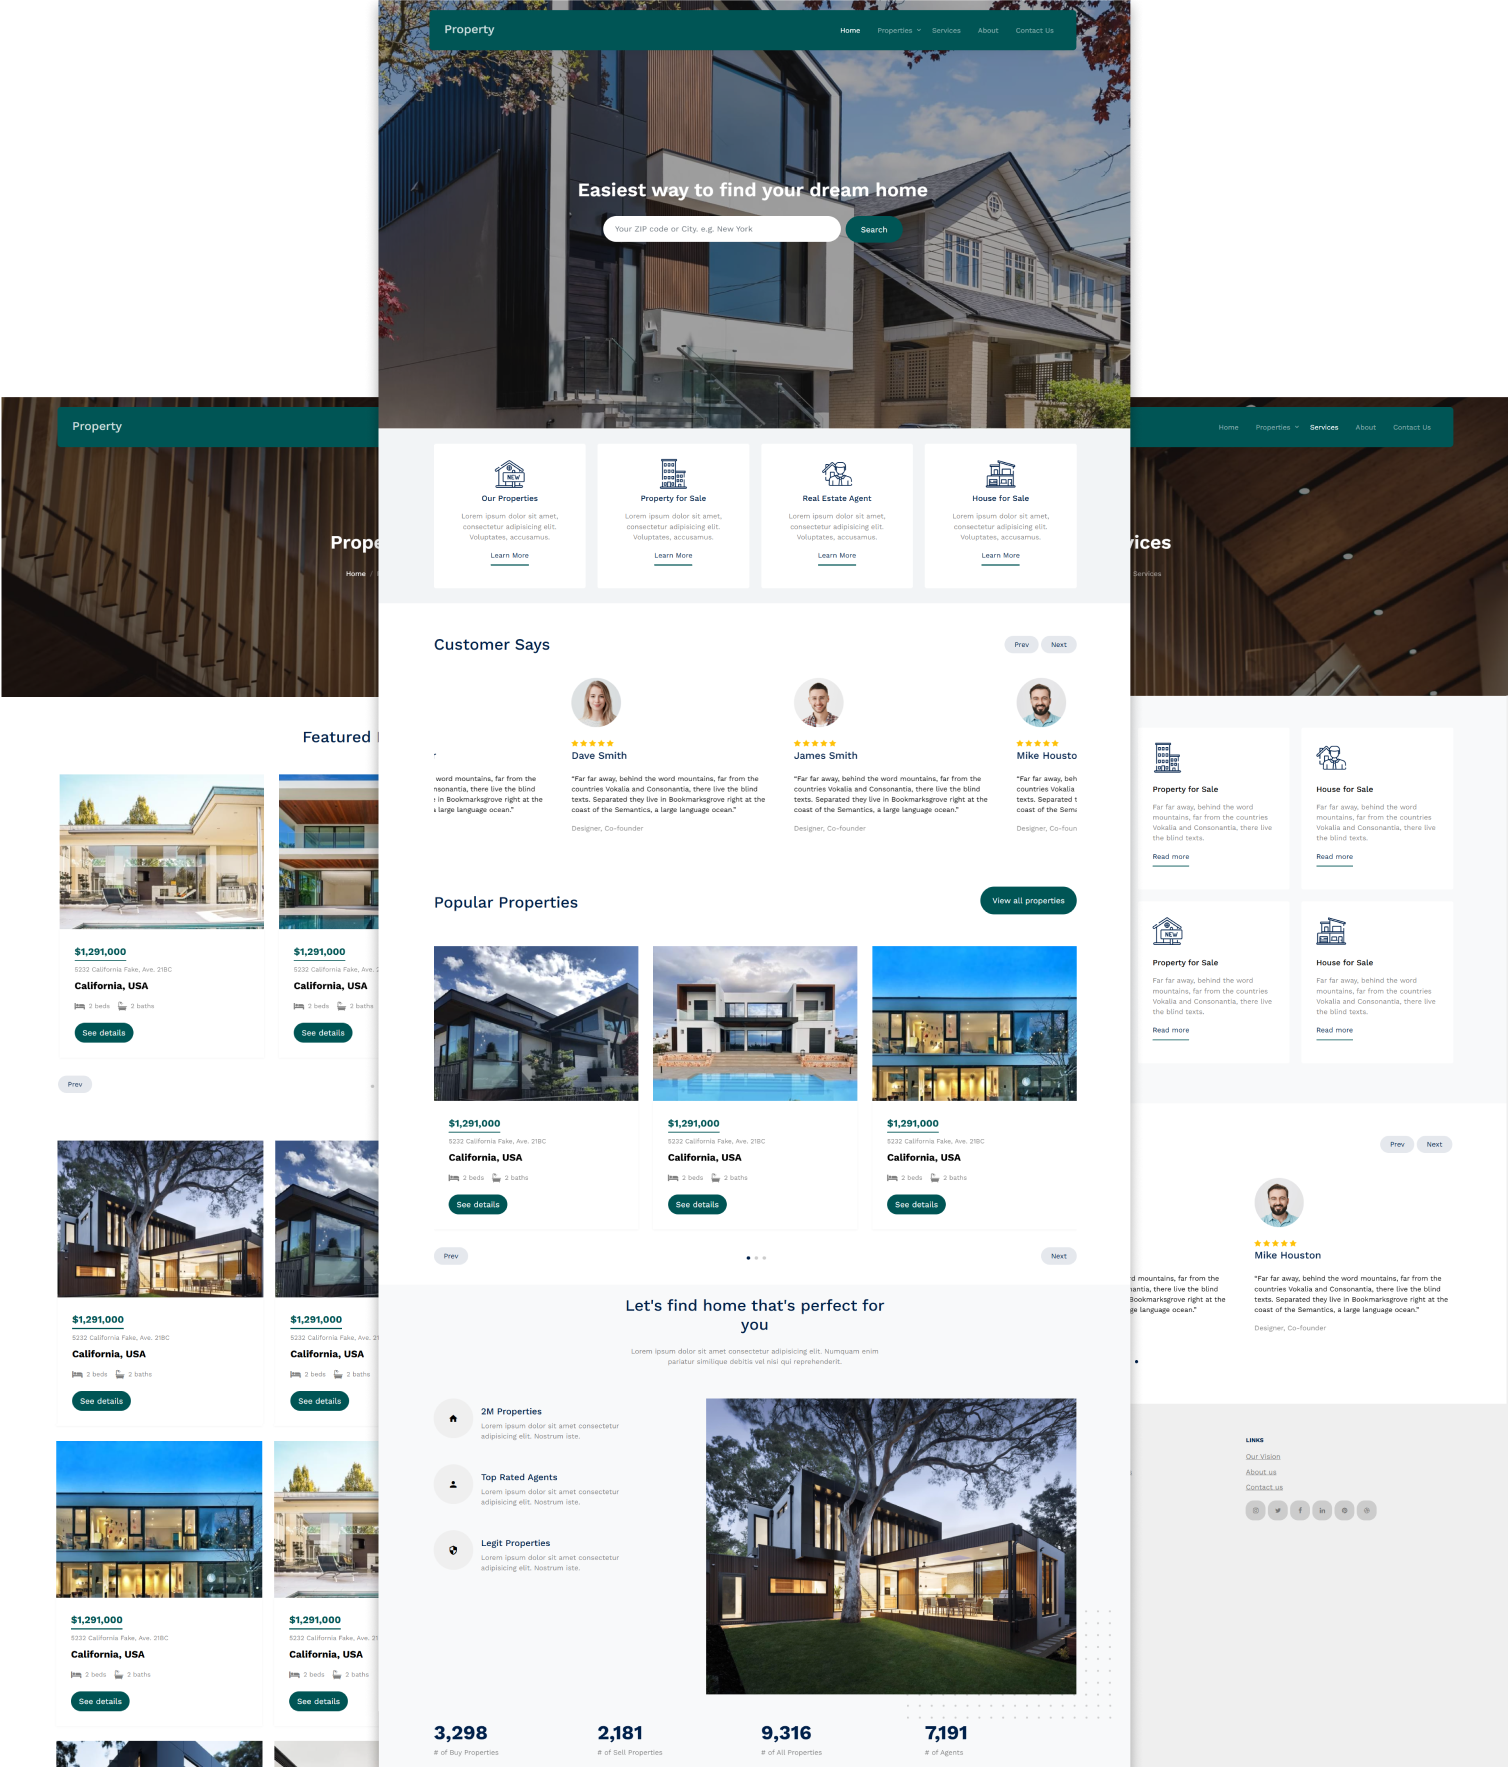 Property
Home Properties Services About Contact Us
Easiest way to find your dream home
Your ZIP code or City. e.g. New York
Search
Our Properties
Lorem ipsum dolor sit amet,
consectetur adipisicing elit.
Voluptates, accusamus.
Learn More
Property for Sale
Lorem ipsum dolor sit amet,
consectetur adipisicing elit.
Voluptates, accusamus.
Learn More
Real Estate Agent
Lorem ipsum dolor sit amet,
consectetur adipisicing elit.
Voluptates, accusamus.
Learn More
House for Sale
Lorem ipsum dolor sit amet,
consectetur adipisicing elit.
Voluptates, accusamus.
Learn More
Customer Says
Prev Next
word mountains, far from the
nsonantia, there live the blind
in Bookmarksgrove right at the
large language ocean.”
Dave Smith
“Far far away, behind the word mountains, far from the
countries Vokalia and Consonantia, there live the blind
texts. Separated they live in Bookmarksgrove right at the
coast of the Semantics, a large language ocean.”
Designer, Co-founder
James Smith
“Far far away, behind the word mountains, far from the
countries Vokalia and Consonantia, there live the blind
texts. Separated they live in Bookmarksgrove right at the
coast of the Semantics, a large language ocean.”
Designer, Co-founder
Mike Housto
“Far far away, beh
countries Vokalia
texts. Separated t
coast of the Sema
Designer, Co-foun
Popular Properties
View all properties
$1,291,000
5232 California Fake, Ave. 21BC
California, USA
2 beds 2 baths
See details
$1,291,000
5232 California Fake, Ave. 21BC
California, USA
2 beds 2 baths
See details
$1,291,000
5232 California Fake, Ave. 21BC
California, USA
2 beds 2 baths
See details
Prev
Next
Let's find home that's perfect for
you
Lorem ipsum dolor sit amet consectetur adipisicing elit. Numquam enim
pariatur similique debitis vel nisi qui reprehenderit.
2M Properties
Lorem ipsum dolor sit amet consectetur
adipisicing elit. Nostrum iste.
Top Rated Agents
Lorem ipsum dolor sit amet consectetur
adipisicing elit. Nostrum iste.
Legit Properties
Lorem ipsum dolor sit amet consectetur
adipisicing elit. Nostrum iste.
3,298
# of Buy Properties
2,181
# of Sell Properties
9,316
# of All Properties
7,191
# of Agents
Property
Prope
Home /
Featured
$1,291,000
5232 California Fake, Ave. 21BC
California, USA
2 beds 2 baths
See details
$1,291,000
5232 California Fake, Ave. 2
California, USA
2 beds 2 baths
See details
Prev
$1,291,000
5232 California Fake, Ave. 21BC
California, USA
2 beds 2 baths
See details
$1,291,000
5232 California Fake, Ave. 21
California, USA
2 beds 2 baths
See details
$1,291,000
5232 California Fake, Ave. 21BC
California, USA
2 beds 2 baths
See details
$1,291,000
5232 California Fake, Ave. 21
California, USA
2 beds 2 baths
See details
Home Properties Services About Contact Us
vices
Services
Property for Sale
Far far away, behind the word
mountains, far from the countries
Vokalia and Consonantia, there live
the blind texts.
Read more
House for Sale
Far far away, behind the word
mountains, far from the countries
Vokalia and Consonantia, there live
the blind texts.
Read more
Property for Sale
Far far away, behind the word
mountains, far from the countries
Vokalia and Consonantia, there live
the blind texts.
Read more
House for Sale
Far far away, behind the word
mountains, far from the countries
Vokalia and Consonantia, there live
the blind texts.
Read more
Prev Next
d mountains, far from the
antia, there live the blind
Bookmarksgrove right at the
ge language ocean.”
Mike Houston
“Far far away, behind the word mountains, far from the
countries Vokalia and Consonantia, there live the blind
texts. Separated they live in Bookmarksgrove right at the
coast of the Semantics, a large language ocean.”
Designer, Co-founder
LINKS
Our Vision
About us
Contact us